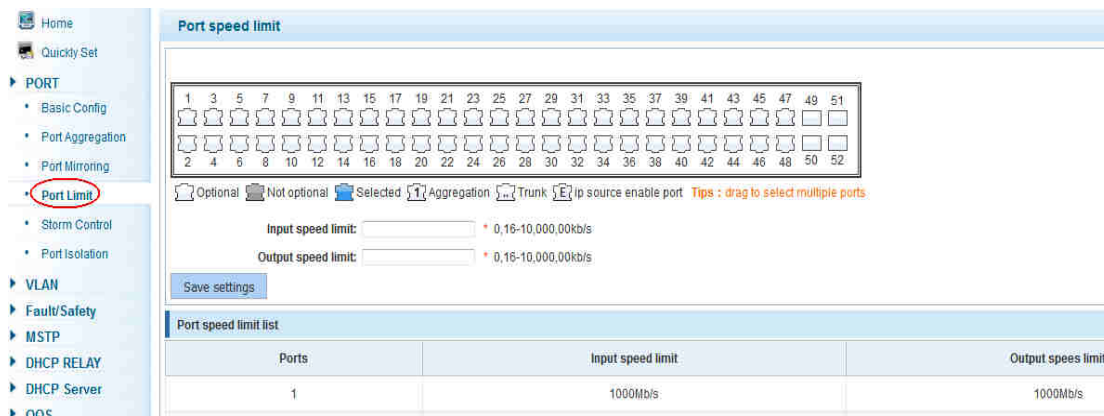 Home
Quickly Set
PORT
Basic Config
Port Aggregation
Port Mirroring
Port Limit
Storm Control
Port Isolation
VLAN
Fault/Safety
MSTP
DHCP RELAY
DHCP Server
QOS
Port speed limit
1 3 5 7 9 11 13 15 17 19 21 23 25 27 29 31 33 35 37 39 41 43 45 47 49 51
2 4 6 8 10 12 14 16 18 20 22 24 26 28 30 32 34 36 38 40 42 44 46 48 50 52
Optional Not optional Selected 1 Aggregation .. Trunk E ip source enable port Tips : drag to select multiple ports
Input speed limit: * 0,16-10,000,00kb/s
Output speed limit: * 0,16-10,000,00kb/s
Save settings
Port speed limit list
Ports Input speed limit Output spees limit
1 1000Mb/s 1000Mb/s